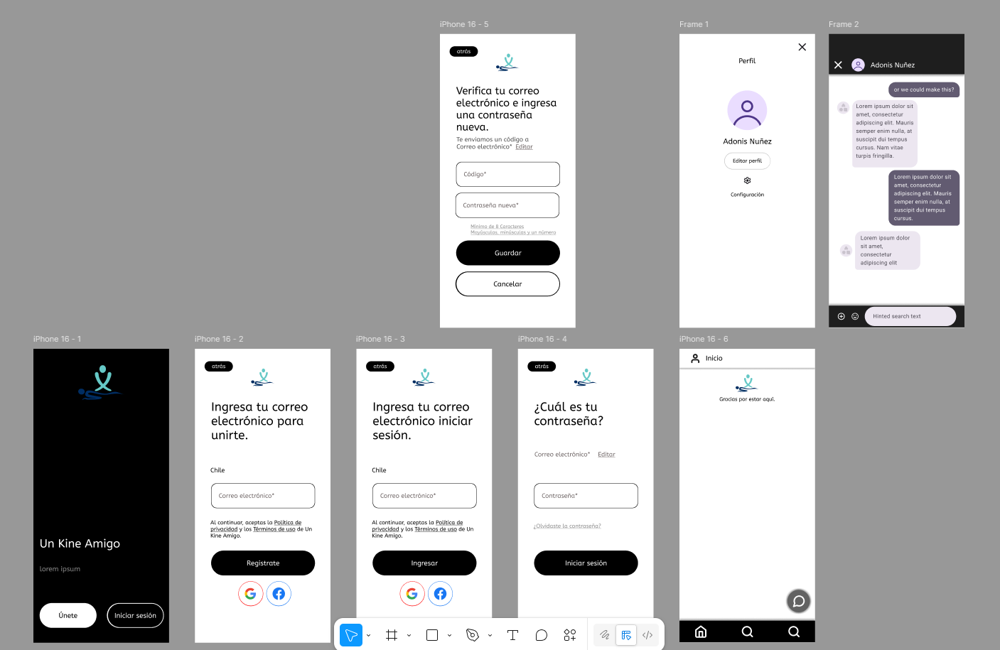 iPhone 16 - 5
atrás
Verifica tu correo
electrónico e ingresa
una contraseña
nueva.
Te enviamos un código a
Correo electrónico* Editar
Código*
Contraseña nueva*
Minimo de 8 Caracteres
Mayúsculas, minúsculas y un número
Guardar
Cancelar
Frame 1
Perfil
Adonis Nuñez
Editar perfil
Configuración
Frame 2
Adonis Nuñez
or we could make this?
Lorem ipsum dolor sit
amet, consectetur
adipiscing elit. Mauris
semper enim nulla, at
suscipit dui tempus
cursus. Nam vitae
turpis fringilla.
Lorem ipsum dolor sit
amet, consectetur
adipiscing elit. Mauris
semper enim nulla, at
suscipit dui tempus
cursus.
Lorem ipsum dolor
sit amet,
consectetur
adipiscing elit
Hinted search text
iPhone 16 - 1
Un Kine Amigo
lorem ipsum
Únete
Iniciar sesión
iPhone 16 - 2
atrás
Ingresa tu correo
electrónico para
unirte.
Chile
Correo electrónico*
Al continuar, aceptas la Política de
privacidad y los Términos de uso de Un
Kine Amigo.
Registrate
iPhone 16 - 3
atrás
Ingresa tu correo
electrónico iniciar
sesión.
Chile
Correo electrónico*
Al continuar, aceptas la Política de
privacidad y los Términos de uso de Un
Kine Amigo.
Ingresar
iPhone 16 - 4
atrás
¿Cuál es tu
contraseña?
Correo electrónico* Editar
Contraseña*
¿Olvidaste la contraseña?
Iniciar sesión
iPhone 16 - 6
Inicio
Gracias por estar aquí.